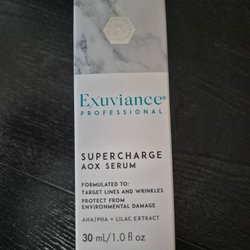 Exuviance®
PROFESSIONAL
SUPERCHARGE
AOX SERUM
FORMULATED TO:
TARGET LINES AND WRINKLES
PROTECT FROM
ENVIRONMENTAL DAMAGE
AHA/PHA + LILAC EXTRACT
30 mL/1.0 fl oz